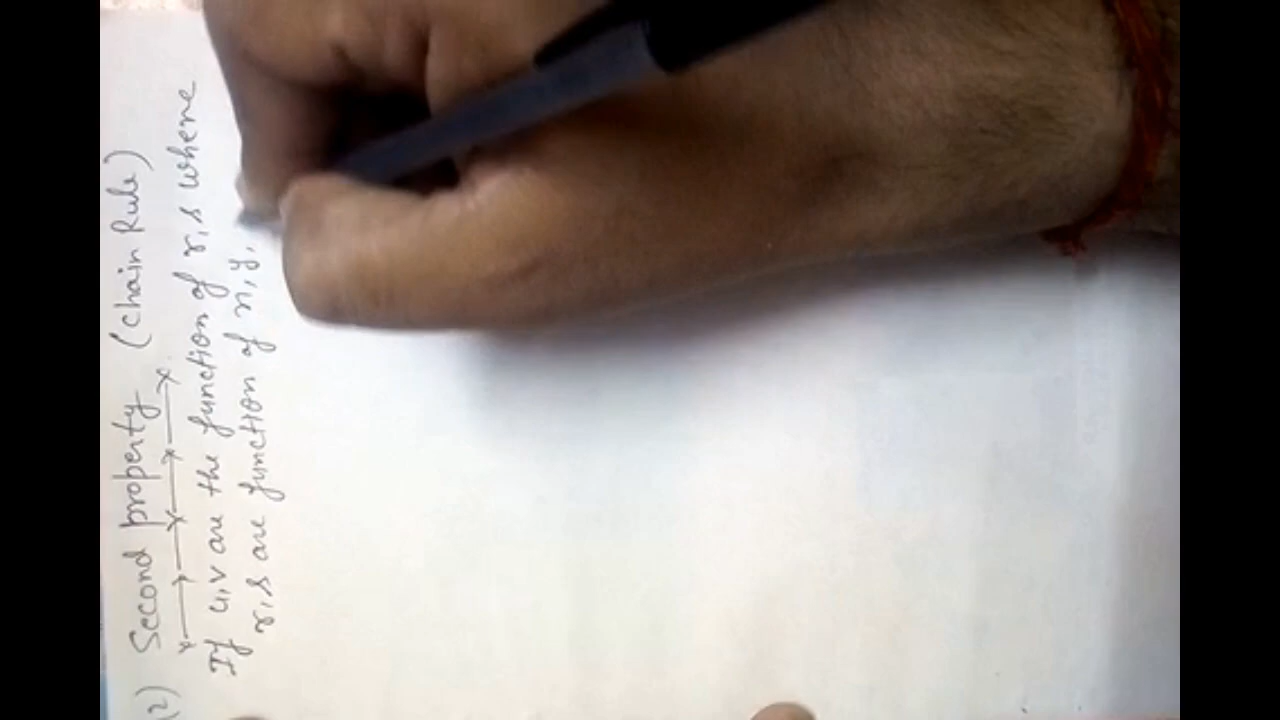 (2) Second property (Chain Rule)
If u,v are the function of r,s where
r,s are function of x,y,